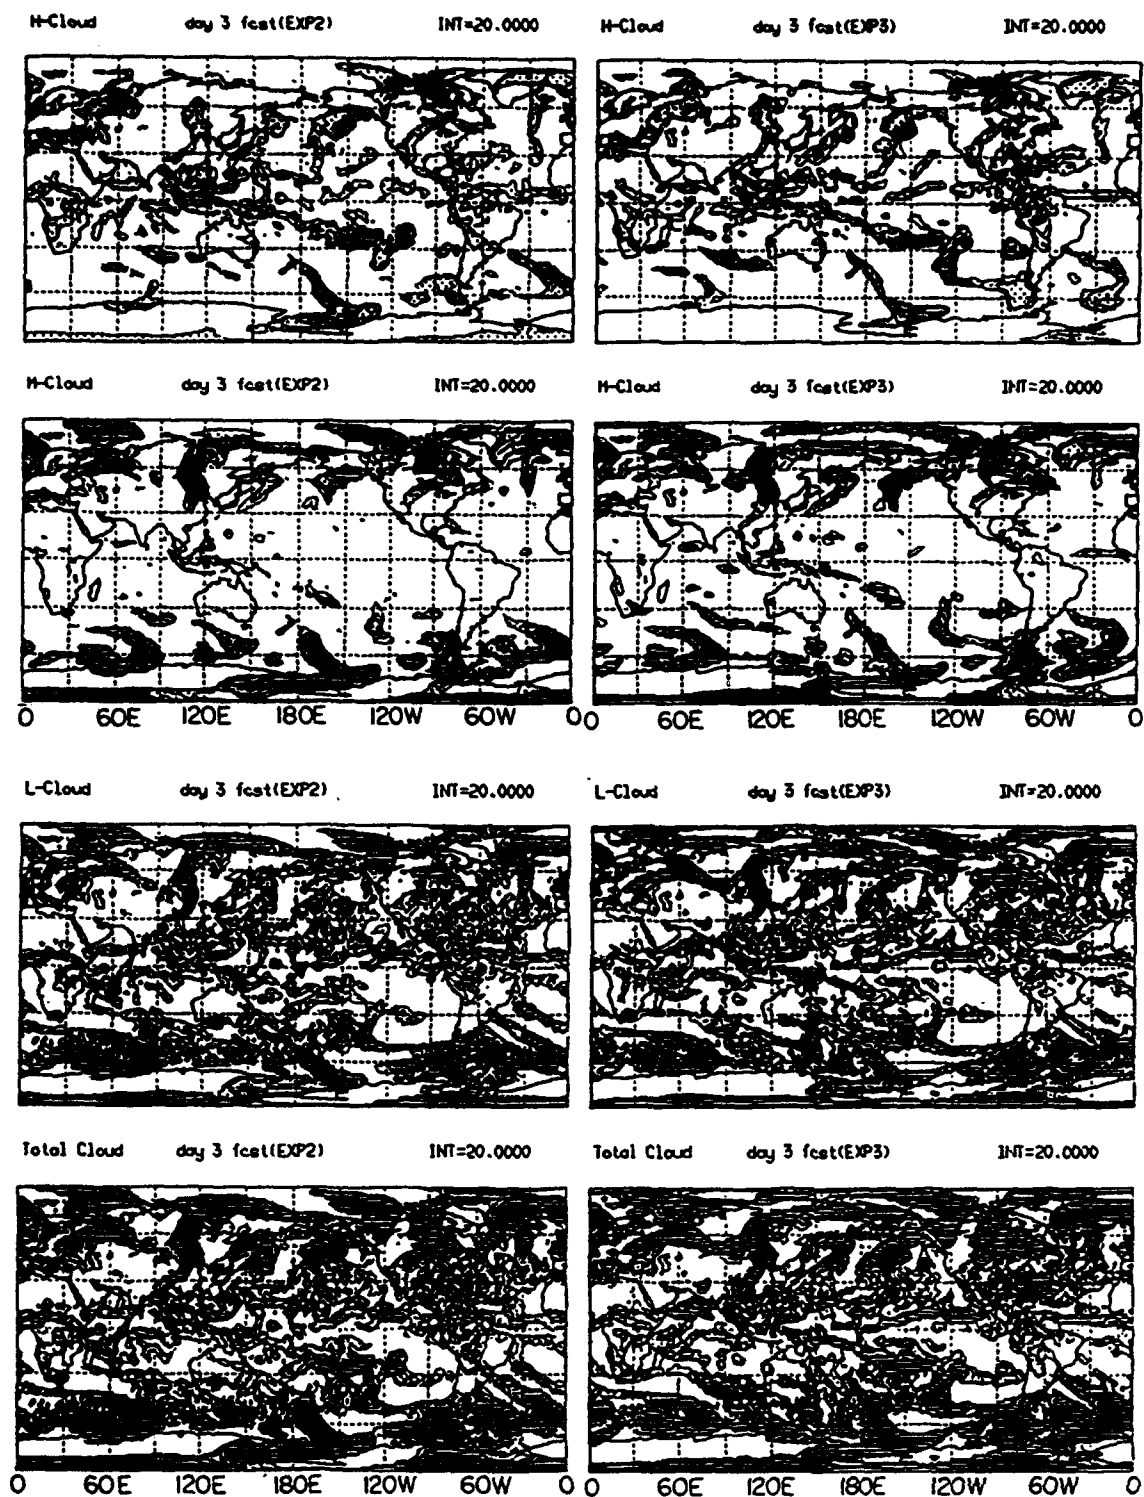 H-Cloud day 3 fcst(EXP2) INT=20.0000
H-Cloud day 3 fcst(EXP3) INT=20.0000
M-Cloud day 3 fcst(EXP2) INT=20.0000
M-Cloud day 3 fcst(EXP3) INT=20.0000
0 60E 120E 180E 120W 60W 0
0 60E 120E 180E 120W 60W 0
L-Cloud day 3 fcst(EXP2) INT=20.0000
L-Cloud day 3 fcst(EXP3) INT=20.0000
Total Cloud day 3 fcst(EXP2) INT=20.0000
Total Cloud day 3 fcst(EXP3) INT=20.0000
0 60E 120E 180E 120W 60W 0
0 60E 120E 180E 120W 60W 0